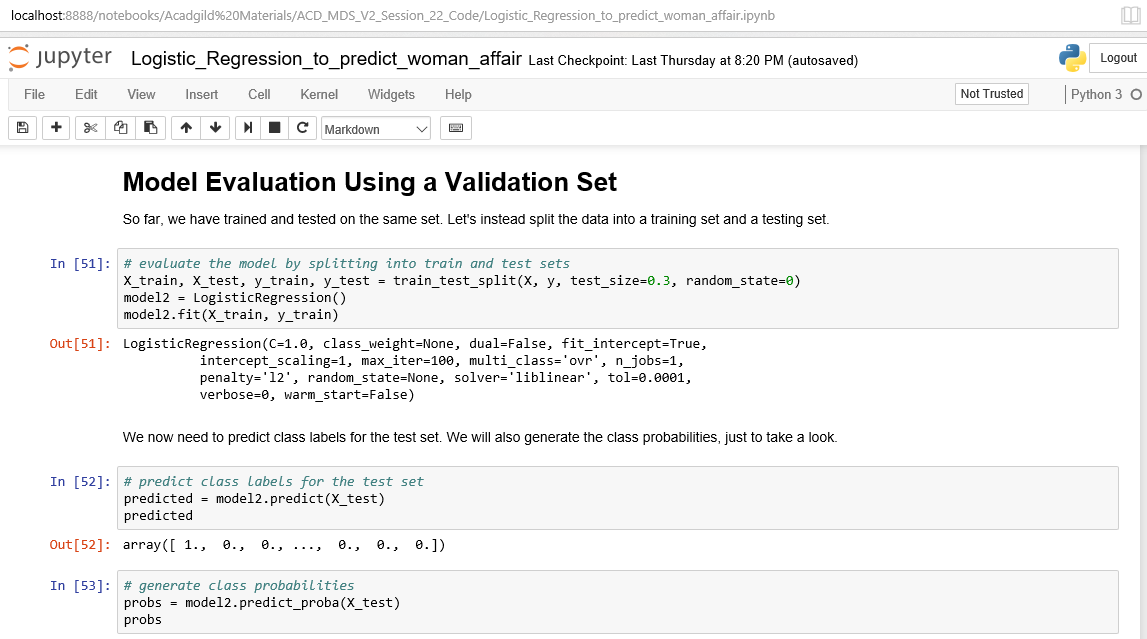 localhost:8888/notebooks/Acadgild%20Materials/ACD_MDS_V2_Session_22_Code/Logistic_Regression_to_predict_woman_affair.ipynb
jupyter Logistic_Regression_to_predict_woman_affair Last Checkpoint: Last Thursday at 8:20 PM (autosaved) Logout
File Edit View Insert Cell Kernel Widgets Help Not Trusted Python 3
Markdown
Model Evaluation Using a Validation Set
So far, we have trained and tested on the same set. Let's instead split the data into a training set and a testing set.
In [51]: # evaluate the model by splitting into train and test sets
X_train, X_test, y_train, y_test = train_test_split(X, y, test_size=0.3, random_state=0)
model2 = LogisticRegression()
model2.fit(X_train, y_train)
Out[51]: LogisticRegression(C=1.0, class_weight=None, dual=False, fit_intercept=True,
intercept_scaling=1, max_iter=100, multi_class='ovr', n_jobs=1,
penalty='l2', random_state=None, solver='liblinear', tol=0.0001,
verbose=0, warm_start=False)
We now need to predict class labels for the test set. We will also generate the class probabilities, just to take a look.
In [52]: # predict class labels for the test set
predicted = model2.predict(X_test)
predicted
Out[52]: array([ 1., 0., 0., ..., 0., 0., 0.])
In [53]: # generate class probabilities
probs = model2.predict_proba(X_test)
probs